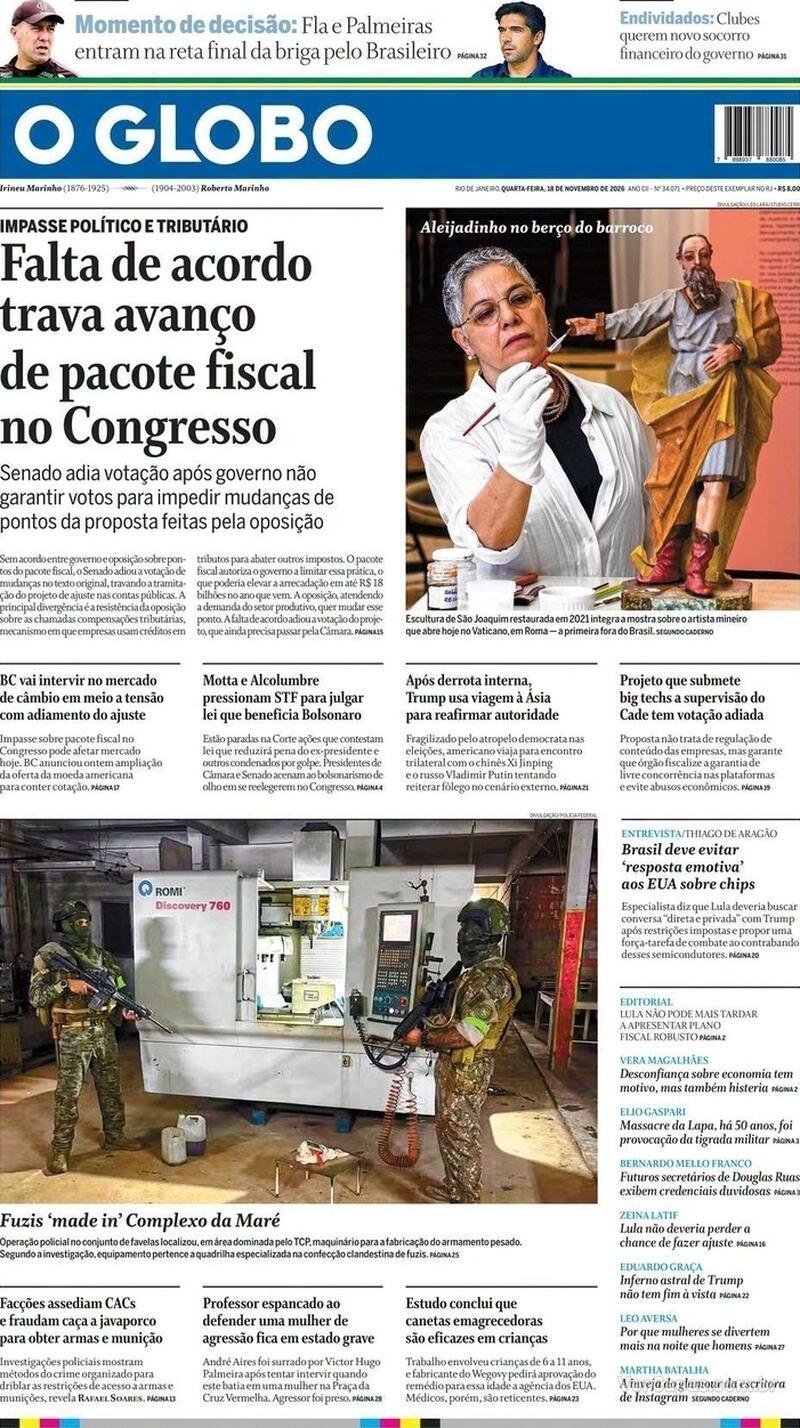 Momento de decisão: Fla e Palmeiras
entram na reta final da briga pelo Brasileiro PÁGINA 32
Endividados: Clubes
querem novo socorro
financeiro do governo PÁGINA 31
O GLOBO
7 898937 880085
Irineu Marinho (1876-1925) (1904-2003) Roberto Marinho
RIO DE JANEIRO, QUARTA-FEIRA, 18 DE NOVEMBRO DE 2026 ANO CII - Nº 34.071 • PREÇO DESTE EXEMPLAR NO RJ • R$ 8,00
IMPASSE POLÍTICO E TRIBUTÁRIO
Falta de acordo
trava avanço
de pacote fiscal
no Congresso
Senado adia votação após governo não
garantir votos para impedir mudanças de
pontos da proposta feitas pela oposição
Sem acordo entre governo e oposição sobre pon-
tos do pacote fiscal, o Senado adiou a votação de
mudanças no texto original, travando a tramita-
ção do projeto de ajuste nas contas públicas. A
principal divergência é a resistência da oposição
sobre as chamadas compensações tributárias,
mecanismo em que empresas usam créditos em
tributos para abater outros impostos. O pacote
fiscal autoriza o governo a limitar essa prática, o
que poderia elevar a arrecadação em até R$ 18
bilhões no ano que vem. A oposição, atendendo
a demanda do setor produtivo, quer mudar esse
ponto. A falta de acordo adiou a votação do proje-
to, que ainda precisa passar pela Câmara. PÁGINA 15
DIVULGAÇÃO/LEO LARA/STUDIO CERRI
Aleijadinho no berço do barroco
Escultura de São Joaquim restaurada em 2021 integra a mostra sobre o artista mineiro
que abre hoje no Vaticano, em Roma — a primeira fora do Brasil. SEGUNDO CADERNO
BC vai intervir no mercado
de câmbio em meio a tensão
com adiamento do ajuste
Impasse sobre pacote fiscal no
Congresso pode afetar mercado
hoje. BC anunciou ontem ampliação
da oferta da moeda americana
para conter cotação. PÁGINA 17
Motta e Alcolumbre
pressionam STF para julgar
lei que beneficia Bolsonaro
Estão paradas na Corte ações que contestam
lei que reduzirá pena do ex-presidente e
outros condenados por golpe. Presidentes de
Câmara e Senado acenam ao bolsonarismo de
olho em se reelegerem no Congresso. PÁGINA 4
Após derrota interna,
Trump usa viagem à Ásia
para reafirmar autoridade
Fragilizado pelo atropelo democrata nas
eleições, americano viaja para encontro
trilateral com o chinês Xi Jinping
e o russo Vladimir Putin tentando
reiterar fôlego no cenário externo. PÁGINA 21
Projeto que submete
big techs a supervisão do
Cade tem votação adiada
Proposta não trata de regulação de
conteúdo das empresas, mas garante
que órgão fiscalize a garantia de
livre concorrência nas plataformas
e evite abusos econômicos. PÁGINA 19
DIVULGAÇÃO/POLÍCIA FEDERAL
ROMI
Discovery 760
Fuzis 'made in' Complexo da Maré
Operação policial no conjunto de favelas localizou, em área dominada pelo TCP, maquinário para a fabricação do armamento pesado.
Segundo a investigação, equipamento pertence a quadrilha especializada na confecção clandestina de fuzis. PÁGINA 25
ENTREVISTA/THIAGO DE ARAGÃO
Brasil deve evitar
'resposta emotiva'
aos EUA sobre chips
Especialista diz que Lula deveria buscar
conversa "direta e privada" com Trump
após restrições impostas e propor uma
força-tarefa de combate ao contrabando
desses semicondutores. PÁGINA 20
EDITORIAL
LULA NÃO PODE MAIS TARDAR
A APRESENTAR PLANO
FISCAL ROBUSTO PÁGINA 2
VERA MAGALHÃES
Desconfiança sobre economia tem
motivo, mas também histeria PÁGINA 2
ELIO GASPARI
Massacre da Lapa, há 50 anos, foi
provocação da tigrada militar PÁGINA 3
BERNARDO MELLO FRANCO
Futuros secretários de Douglas Ruas
exibem credenciais duvidosas PÁGINA 3
ZEINA LATIF
Lula não deveria perder a
chance de fazer ajuste PÁGINA 16
EDUARDO GRAÇA
Inferno astral de Trump
não tem fim à vista PÁGINA 22
LEO AVERSA
Por que mulheres se divertem
mais na noite que homens PÁGINA 27
MARTHA BATALHA
A inveja do glamour da escritora
de Instagram SEGUNDO CADERNO
Facções assediam CACs
e fraudam caça a javaporco
para obter armas e munição
Investigações policiais mostram
métodos do crime organizado para
driblar as restrições de acesso a armas
e munições, revela RAFAEL SOARES. PÁGINA 13
Professor espancado ao
defender uma mulher de
agressão fica em estado grave
André Aires foi surrado por Victor Hugo
Palmeira após tentar intervir quando
este batia em uma mulher na Praça da
Cruz Vermelha. Agressor foi preso. PÁGINA 28
Estudo conclui que
canetas emagrecedoras
são eficazes em crianças
Trabalho envolveu crianças de 6 a 11 anos, e
fabricante do Wegovy pedirá aprovação do
remédio para essa idade a agência dos EUA.
Médicos, porém, são reticentes. PÁGINA 23